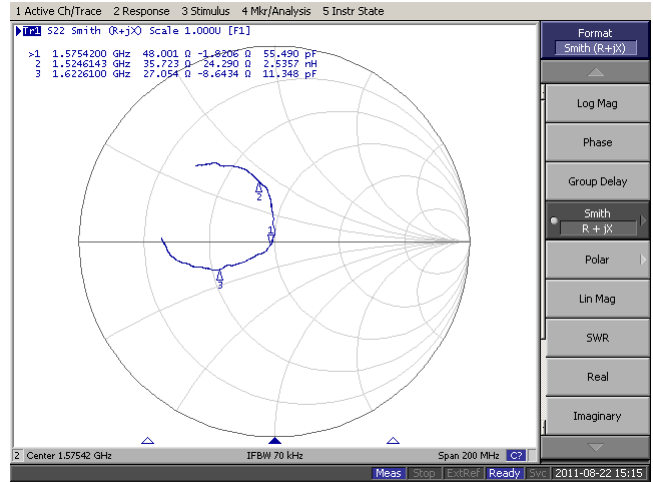 1 Active Ch/Trace 2 Response 3 Stimulus 4 Mkr/Analysis 5 Instr State
Tr1 S22 Smith (R+jX) Scale 1.000U [F1]
>1 1.5754200 GHz 48.001 Ω -1.8206 Ω 55.490 pF
2 1.5246143 GHz 35.723 Ω 24.290 Ω 2.5357 nH
3 1.6226100 GHz 27.054 Ω -8.6434 Ω 11.348 pF
2
1
3
2 Center 1.57542 GHz IFBW 70 kHz Span 200 MHz C?
Format
Smith (R+jX)
Log Mag
Phase
Group Delay
Smith
R + jX
Polar
Lin Mag
SWR
Real
Imaginary
Meas Stop ExtRef Ready Svc 2011-08-22 15:15